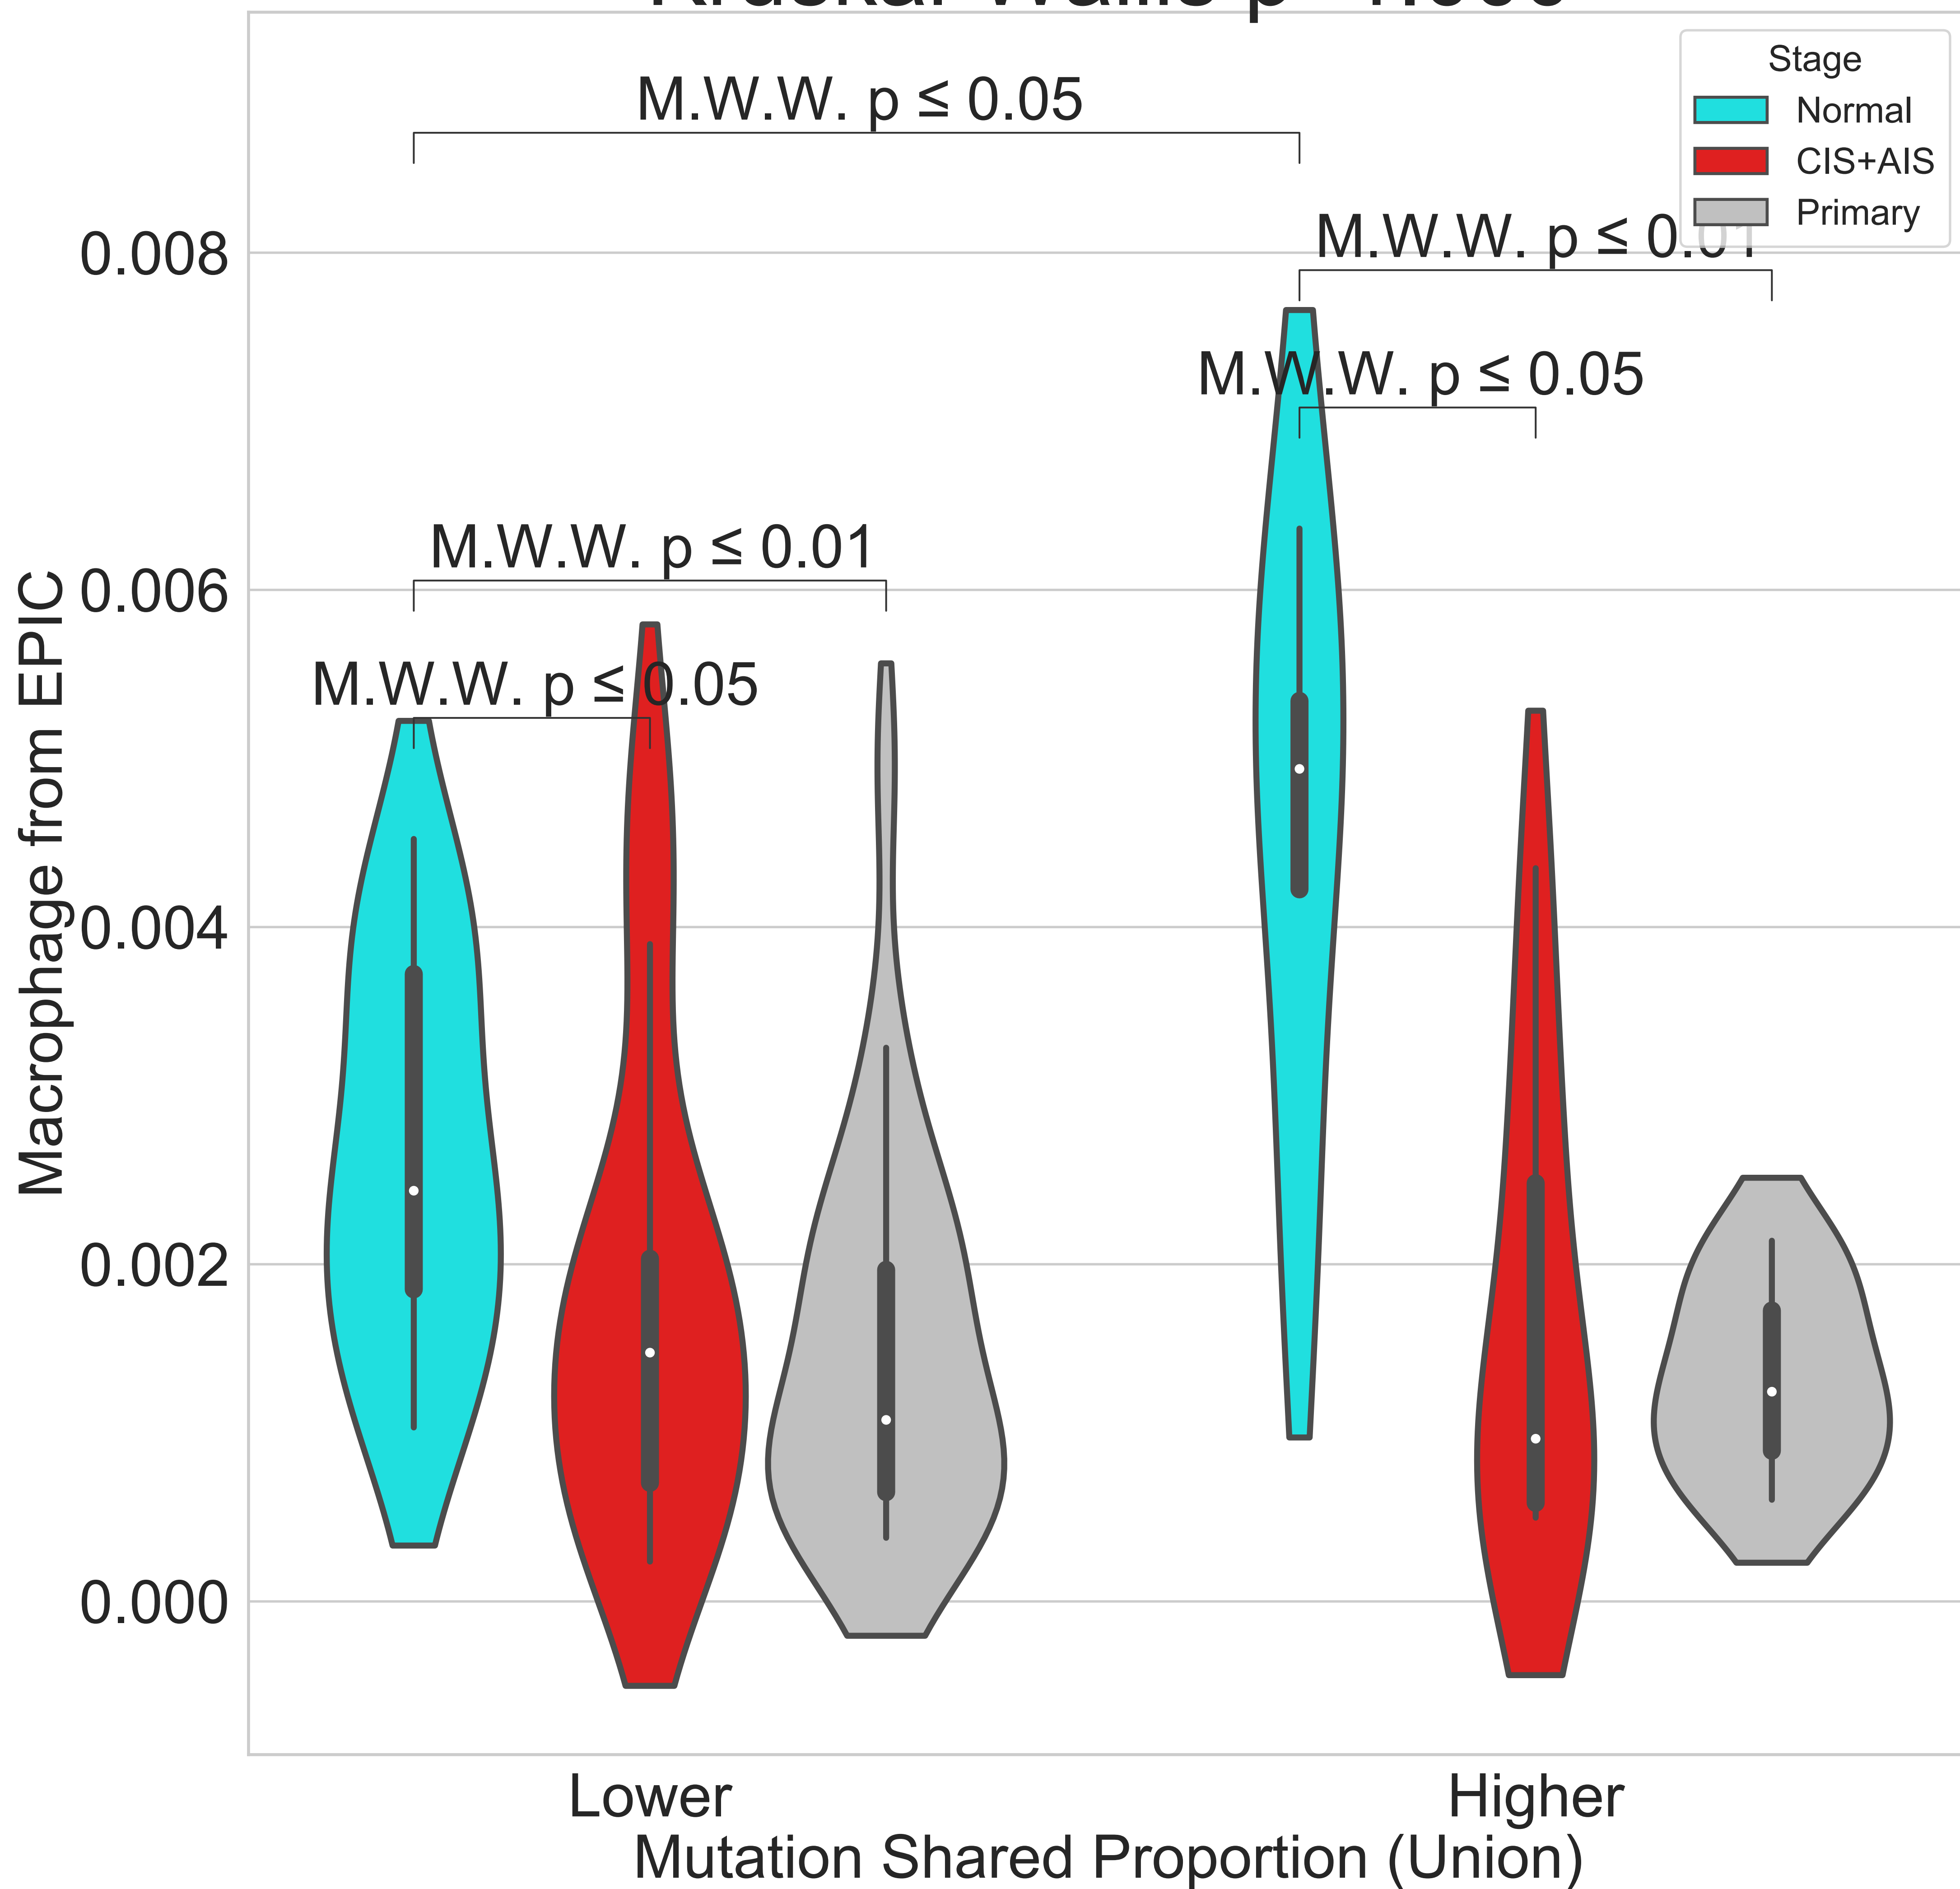 M.W.W. p ≤ 0.05
Stage
Normal
CIS+AIS
Primary
M.W.W. p ≤ 0.01
M.W.W. p ≤ 0.05
M.W.W. p ≤ 0.01
M.W.W. p ≤ 0.05
0.008
0.006
0.004
0.002
0.000
Macrophage from EPIC
Lower
Higher
Mutation Shared Proportion (Union)